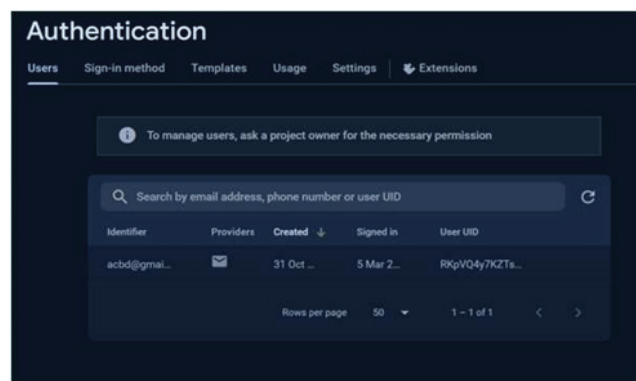 Authentication
Users Sign-in method Templates Usage Settings Extensions
To manage users, ask a project owner for the necessary permission
Search by email address, phone number or user UID
Identifier Providers Created ↓ Signed in User UID
acbd@gmai... 31 Oct ... 5 Mar 2... RKpVQ4y7KZTs...
Rows per page 50 1 – 1 of 1